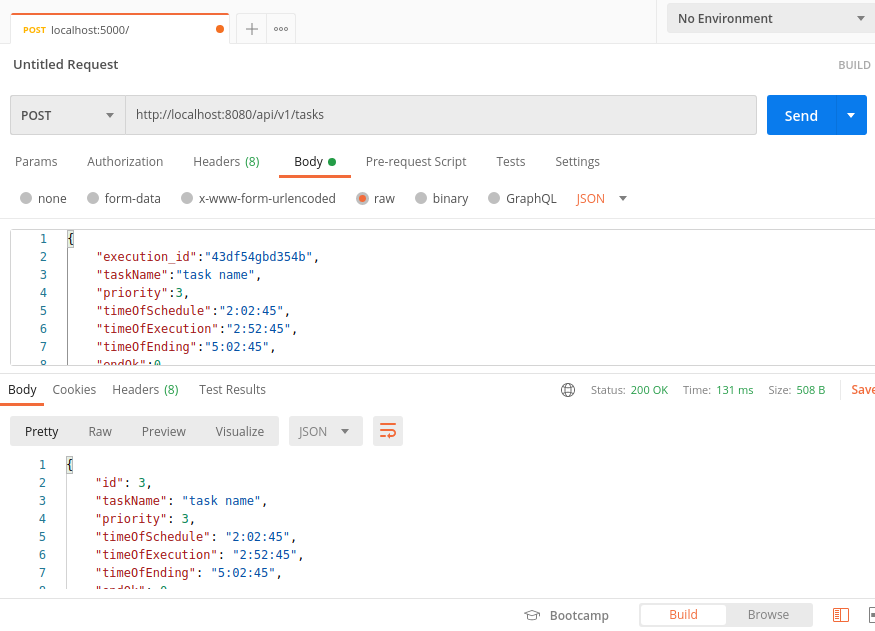 POST localhost:5000/
No Environment
Untitled Request
BUILD
POST
http://localhost:8080/api/v1/tasks
Send
Params Authorization Headers (8) Body Pre-request Script Tests Settings
none form-data x-www-form-urlencoded raw binary GraphQL JSON
1 {
2 "execution_id":"43df54gbd354b",
3 "taskName":"task name",
4 "priority":3,
5 "timeOfSchedule":"2:02:45",
6 "timeOfExecution":"2:52:45",
7 "timeOfEnding":"5:02:45",
8 "endOk":0
Body Cookies Headers (8) Test Results Status: 200 OK Time: 131 ms Size: 508 B Save
Pretty Raw Preview Visualize JSON
1 {
2 "id": 3,
3 "taskName": "task name",
4 "priority": 3,
5 "timeOfSchedule": "2:02:45",
6 "timeOfExecution": "2:52:45",
7 "timeOfEnding": "5:02:45",
8 "endOk": 0
Bootcamp Build Browse